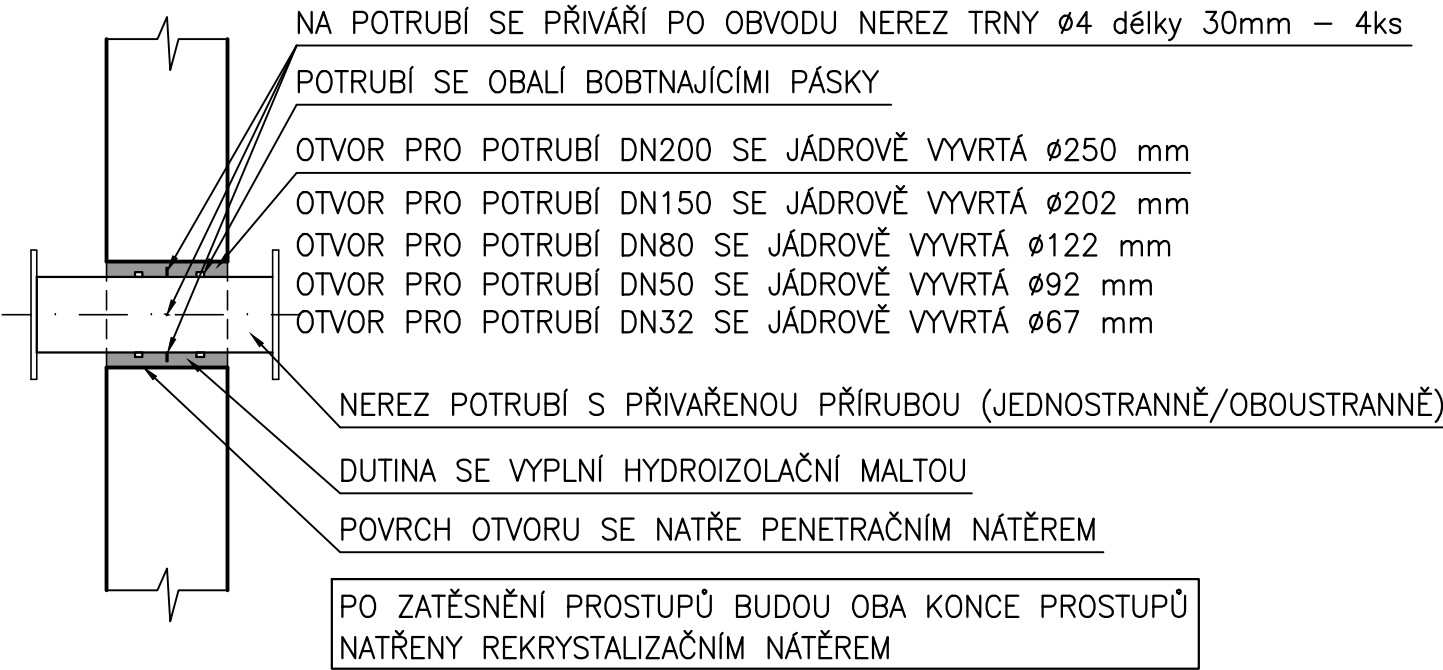 NA POTRUBÍ SE PŘIVÁŘÍ PO OBVODU NEREZ TRNY ø4 délky 30mm – 4ks
POTRUBÍ SE OBALÍ BOBTNAJÍCÍMI PÁSKY
OTVOR PRO POTRUBÍ DN200 SE JÁDROVĚ VYVRTÁ ø250 mm
OTVOR PRO POTRUBÍ DN150 SE JÁDROVĚ VYVRTÁ ø202 mm
OTVOR PRO POTRUBÍ DN80 SE JÁDROVĚ VYVRTÁ ø122 mm
OTVOR PRO POTRUBÍ DN50 SE JÁDROVĚ VYVRTÁ ø92 mm
OTVOR PRO POTRUBÍ DN32 SE JÁDROVĚ VYVRTÁ ø67 mm
NEREZ POTRUBÍ S PŘIVAŘENOU PŘÍRUBOU (JEDNOSTRANNĚ/OBOUSTRANNĚ)
DUTINA SE VYPLNÍ HYDROIZOLAČNÍ MALTOU
POVRCH OTVORU SE NATŘE PENETRAČNÍM NÁTĚREM
PO ZATĚSNĚNÍ PROSTUPŮ BUDOU OBA KONCE PROSTUPŮ
NATŘENY REKRYSTALIZAČNÍM NÁTĚREM